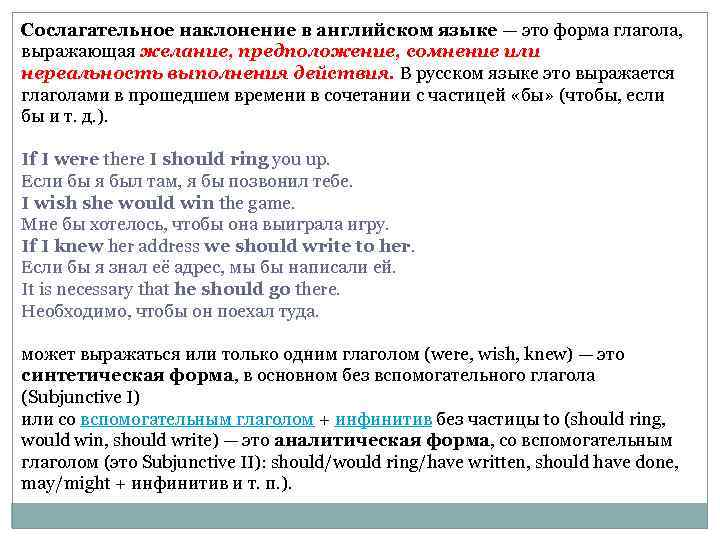 Сослагательное наклонение в английском языке — это форма глагола,
выражающая желание, предположение, сомнение или
нереальность выполнения действия. В русском языке это выражается
глаголами в прошедшем времени в сочетании с частицей «бы» (чтобы, если
бы и т. д.).
If I were there I should ring you up.
Если бы я был там, я бы позвонил тебе.
I wish she would win the game.
Мне бы хотелось, чтобы она выиграла игру.
If I knew her address we should write to her.
Если бы я знал её адрес, мы бы написали ей.
It is necessary that he should go there.
Необходимо, чтобы он поехал туда.
может выражаться или только одним глаголом (were, wish, knew) — это
синтетическая форма, в основном без вспомогательного глагола
(Subjunctive I)
или со вспомогательным глаголом + инфинитив без частицы to (should ring,
would win, should write) — это аналитическая форма, со вспомогательным
глаголом (это Subjunctive II): should/would ring/have written, should have done,
may/might + инфинитив и т. п.).